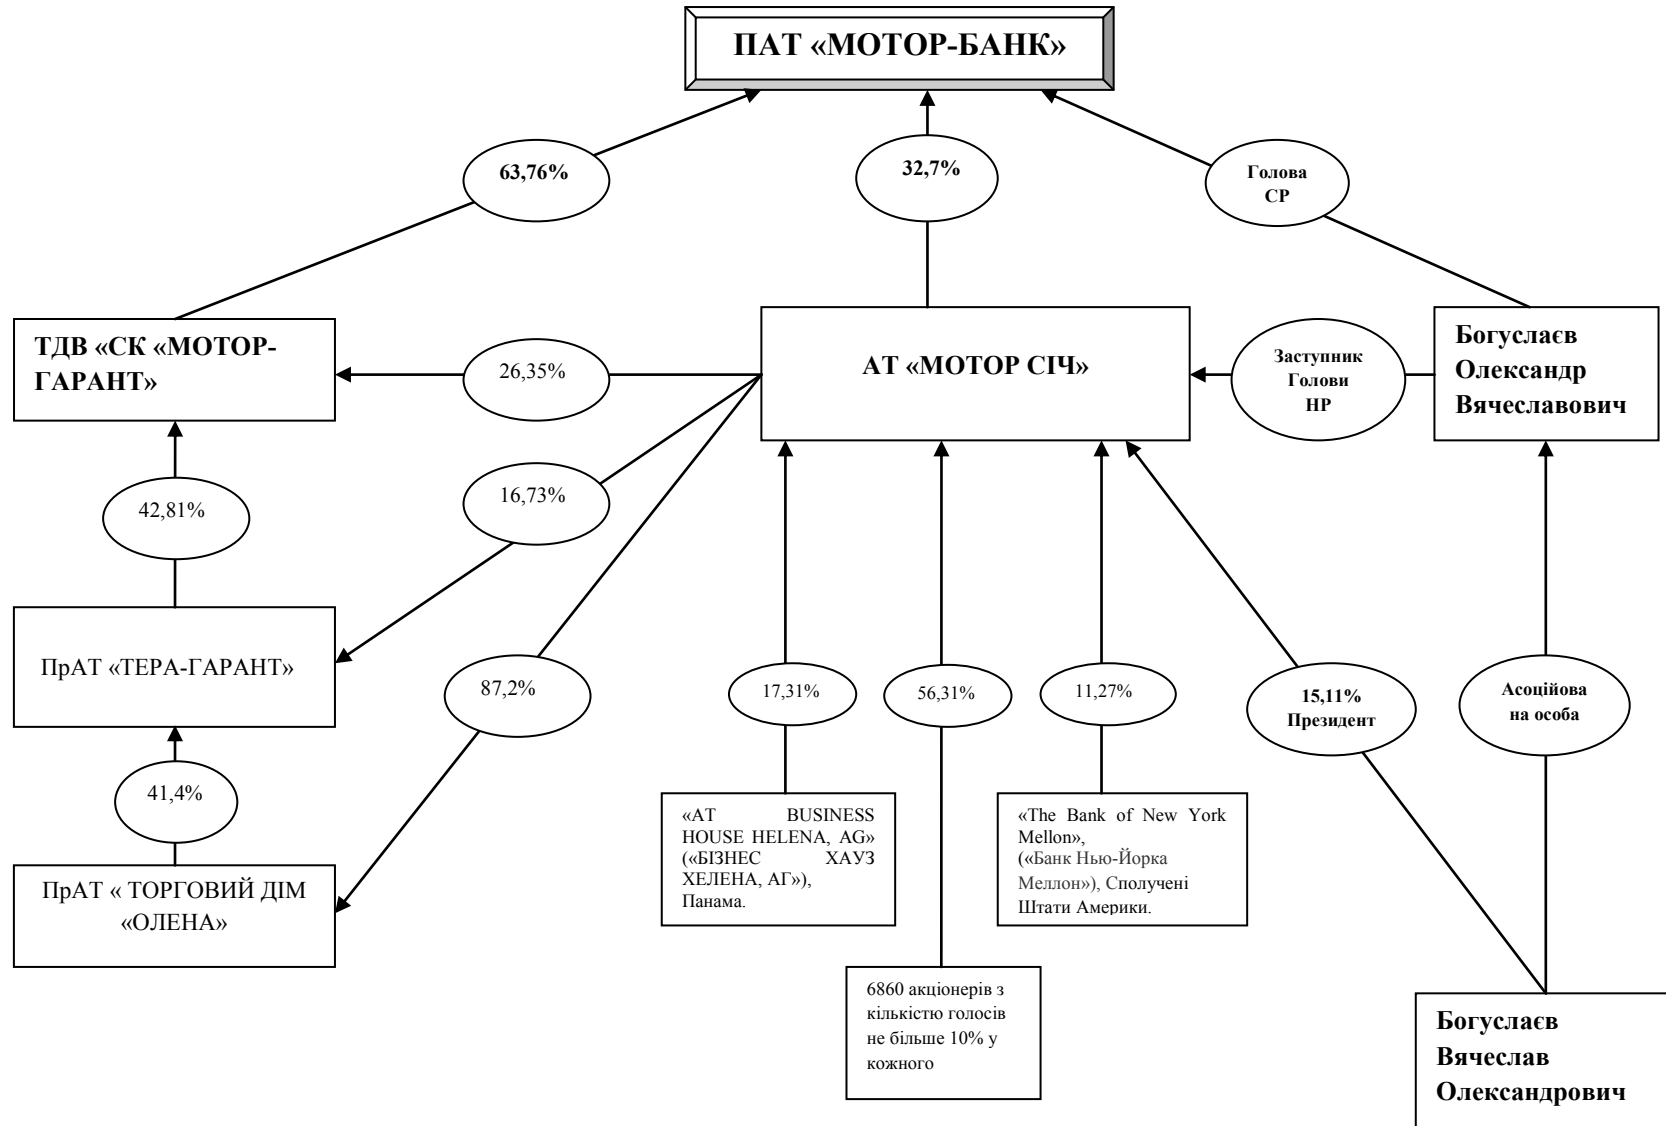 ПАТ «МОТОР-БАНК»
63,76%
32,7%
Голова
СР
ТДВ «СК «МОТОР-
ГАРАНТ»
26,35%
АТ «МОТОР СІЧ»
Заступник
Голови
НР
Богуслаєв
Олександр
Вячеславович
42,81%
16,73%
ПрАТ «ТЕРА-ГАРАНТ»
87,2%
17,31%
56,31%
11,27%
15,11%
Президент
Асоційова
на особа
41,4%
ПрАТ « ТОРГОВИЙ ДІМ
«ОЛЕНА»
«АТ BUSINESS
HOUSE HELENA, AG»
(«БІЗНЕС ХАУЗ
ХЕЛЕНА, АГ»),
Панама.
«The Bank of New York
Mellon»,
(«Банк Нью-Йорка
Меллон»), Сполучені
Штати Америки.
6860 акціонерів з
кількістю голосів
не більше 10% у
кожного
Богуслаєв
Вячеслав
Олександрович